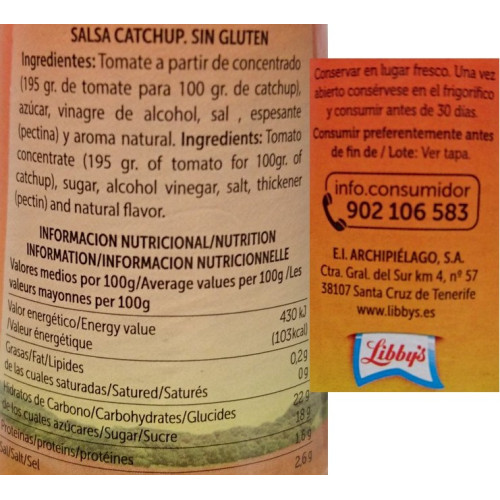 SALSA CATCHUP. SIN GLUTEN
Ingredientes: Tomate a partir de concentrado
(195 gr. de tomate para 100 gr. de catchup),
azúcar, vinagre de alcohol, sal , espesante
(pectina) y aroma natural. Ingredients: Tomato
concentrate (195 gr. of tomato for 100gr. of
catchup), sugar, alcohol vinegar, salt, thickener
(pectin) and natural flavor.
INFORMACION NUTRICIONAL/NUTRITION
INFORMATION/INFORMACION NUTRICIONNELLE
Valores medios por 100g/Average values per 100g/Les
valeurs mayonnes per 100g
Valor energético/Energy value 430 kJ
/Valeur énergétique (103kcal)
Grasas/Fat/Lipides 0,2g
de las cuales saturadas/Satured/Saturés 0g
Hidratos de Carbono/Carbohydrates/Glucides 22g
de los cuales azúcares/Sugar/Sucre 18g
Proteinas/proteins/protéines 1,6g
Sal/Salt/Sel 2,6g
Conservar en lugar fresco. Una vez
abierto consérvese en el frigorífico
y consumir antes de 30 días.
Consumir preferentemente antes
de fin de / Lote: Ver tapa.
info.consumidor
902 106 583
E.I. ARCHIPIÉLAGO, S.A.
Ctra. Gral. del Sur km 4, nº 57
38107 Santa Cruz de Tenerife
www.libbys.es
Libby's